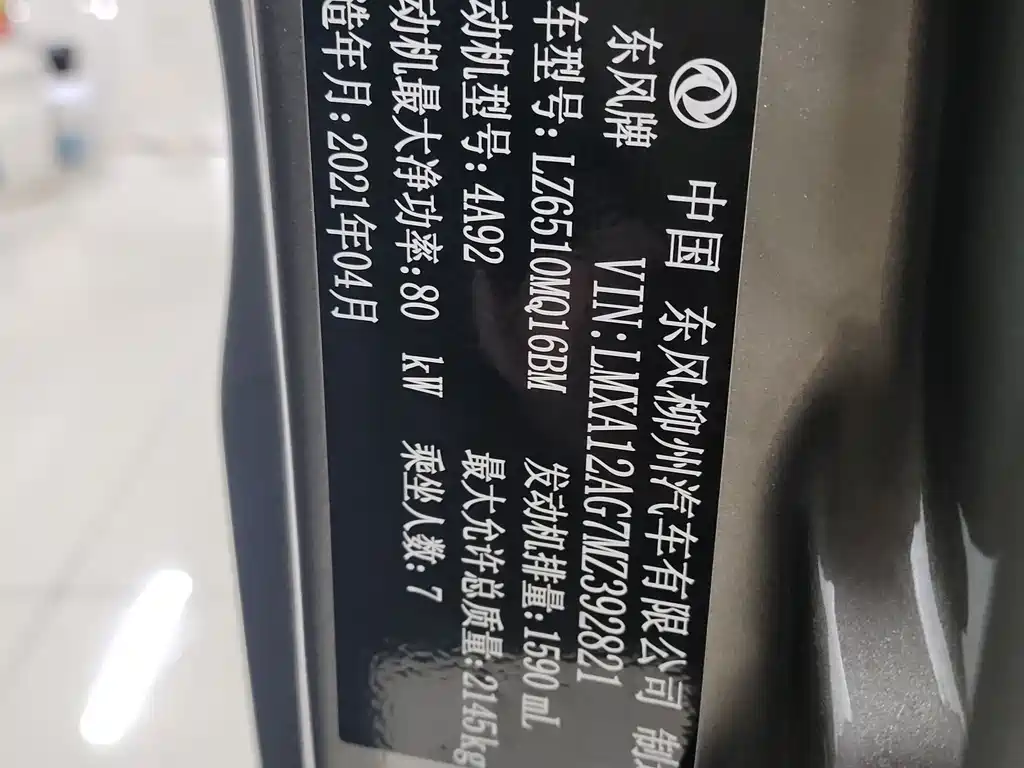 中国 东风柳州汽车有限公司 制
东风牌 VIN:LMXA12AG7MZ392821
车型号:LZ6510MQ16BM 发动机排量:1590 mL
动机型号:4A92 最大允许总质量:2145kg
动机最大净功率:80 kW 乘坐人数:7
造年月:2021年04月